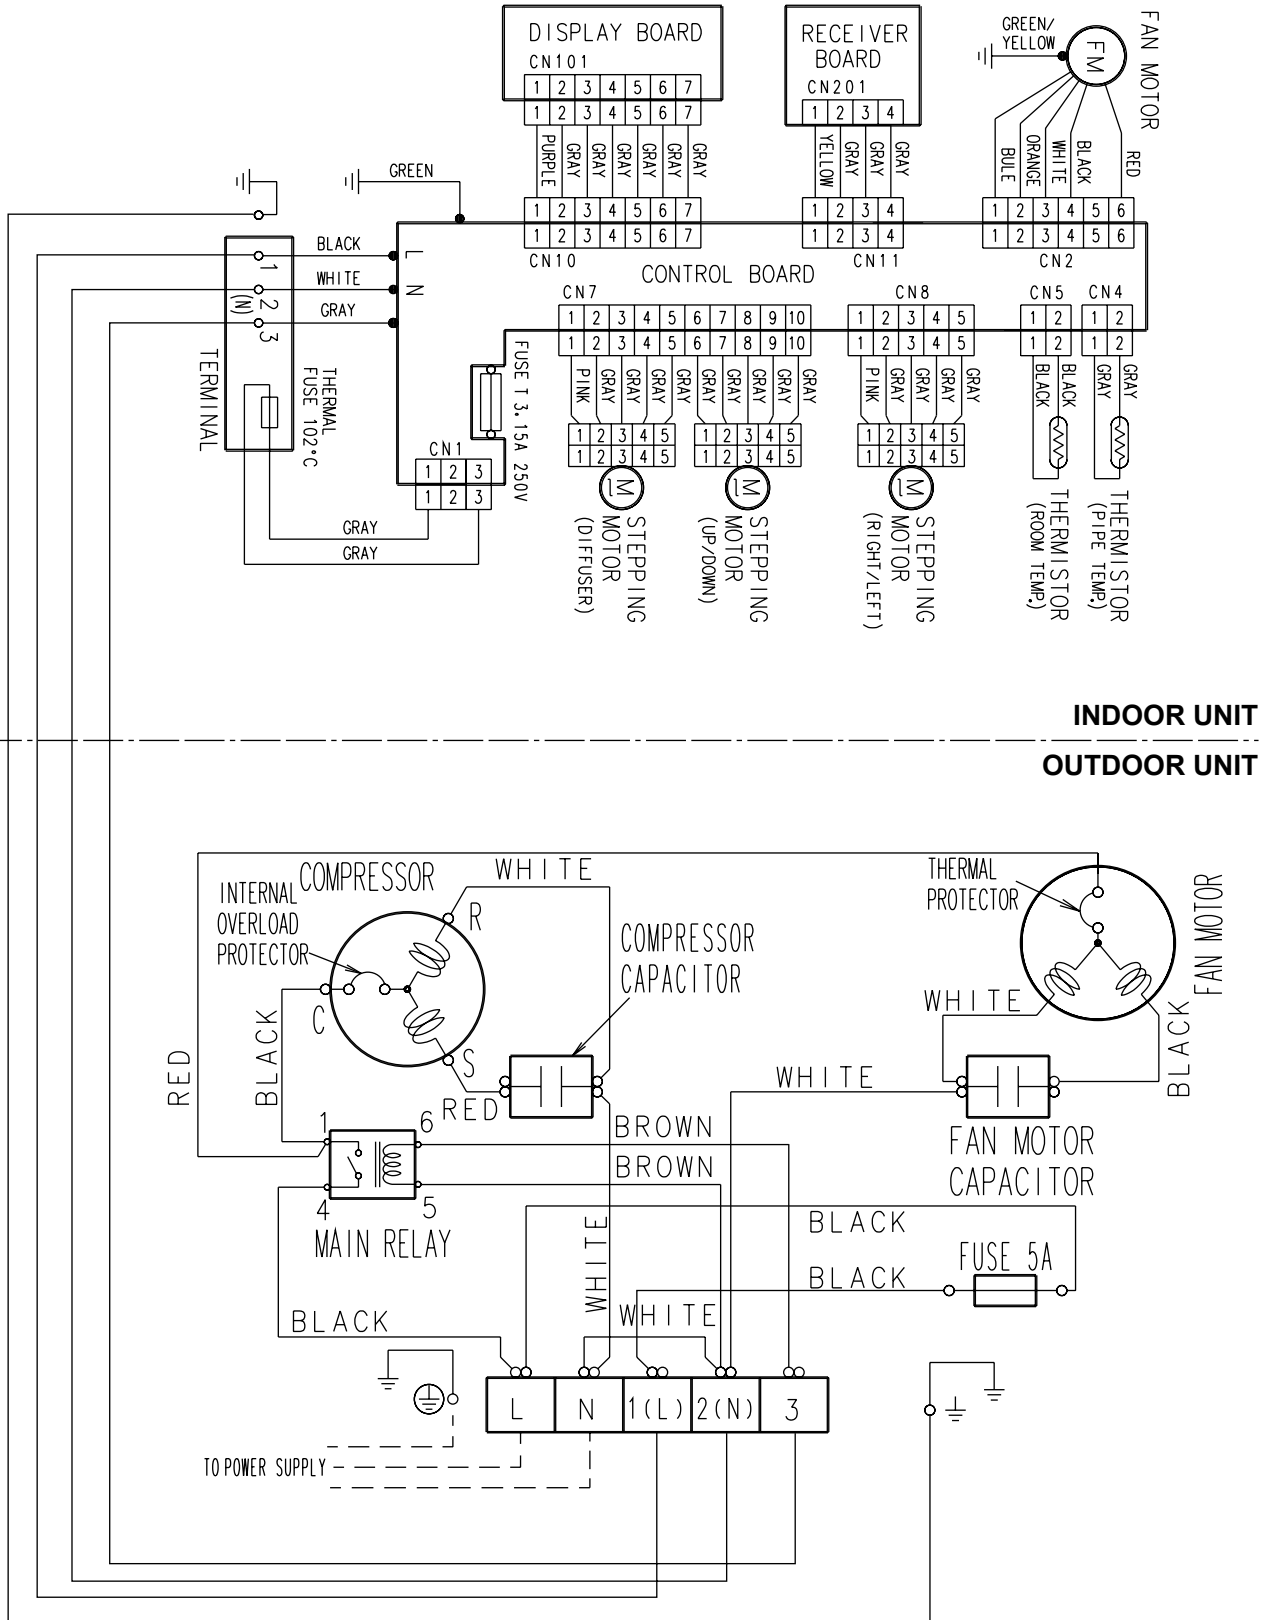 DISPLAY BOARD
CN101
1 2 3 4 5 6 7
1 2 3 4 5 6 7
PURPLE GRAY GRAY GRAY GRAY GRAY GRAY
1 2 3 4 5 6 7
1 2 3 4 5 6 7
CN10
RECEIVER
BOARD
CN201
1 2 3 4
YELLOW GRAY GRAY GRAY
1 2 3 4
1 2 3 4
CN11
GREEN/
YELLOW
FM
FAN MOTOR
BULE ORANGE WHITE BLACK RED
1 2 3 4 5 6
1 2 3 4 5 6
CN2
GREEN
BLACK
WHITE
GRAY
L
N
1
2
(N)
3
TERMINAL
THERMAL
FUSE 102°C
CONTROL BOARD
FUSE T 3.15A 250V
CN1
1 2 3
1 2 3
GRAY
GRAY
CN7
1 2 3 4 5 6 7 8 9 10
1 2 3 4 5 6 7 8 9 10
PINK GRAY GRAY GRAY GRAY GRAY GRAY GRAY GRAY GRAY
1 2 3 4 5
1 2 3 4 5
M
STEPPING
MOTOR
(DIFFUSER)
1 2 3 4 5
1 2 3 4 5
M
STEPPING
MOTOR
(UP/DOWN)
CN8
1 2 3 4 5
1 2 3 4 5
PINK GRAY GRAY GRAY GRAY
1 2 3 4 5
1 2 3 4 5
M
STEPPING
MOTOR
(RIGHT/LEFT)
CN5
1 2
1 2
BLACK BLACK
THERMISTOR
(ROOM TEMP.)
CN4
1 2
1 2
GRAY GRAY
THERMISTOR
(PIPE TEMP.)
INDOOR UNIT
OUTDOOR UNIT
COMPRESSOR
INTERNAL
OVERLOAD
PROTECTOR
R
C
S
WHITE
COMPRESSOR
CAPACITOR
RED
BLACK
RED
1
6
4
5
MAIN RELAY
BROWN
BROWN
THERMAL
PROTECTOR
FAN MOTOR
WHITE
BLACK
WHITE
FAN MOTOR
CAPACITOR
BLACK
FUSE 5A
BLACK
WHITE
WHITE
BLACK
L N 1(L) 2(N) 3
TO POWER SUPPLY